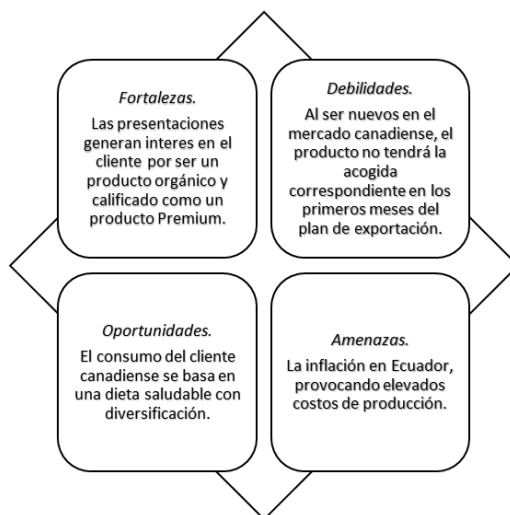 Fortalezas.
Las presentaciones
generan interes en el
cliente por ser un
producto orgánico y
calificado como un
producto Premium.
Debilidades.
Al ser nuevos en el
mercado canadiense, el
producto no tendrá la
acogida
correspondiente en los
primeros meses del
plan de exportación.
Oportunidades.
El consumo del cliente
canadiense se basa en
una dieta saludable con
diversificación.
Amenazas.
La inflación en Ecuador,
provocando elevados
costos de producción.